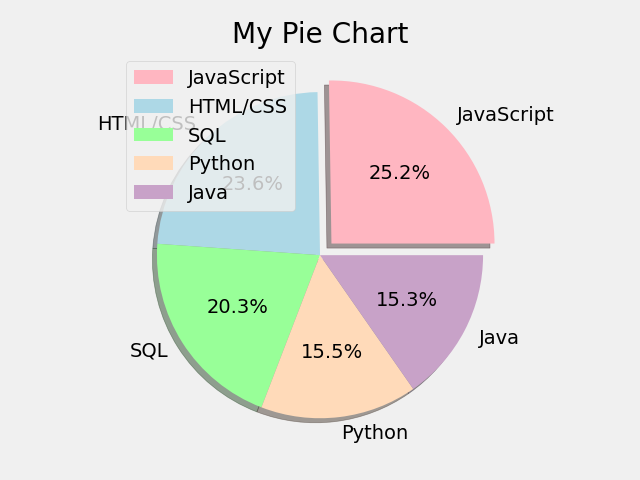 My Pie Chart
JavaScript
HTML/CSS
SQL
Python
Java
JavaScript
HTML/CSS
25.2%
23.6%
20.3%
15.3%
15.5%
SQL
Java
Python